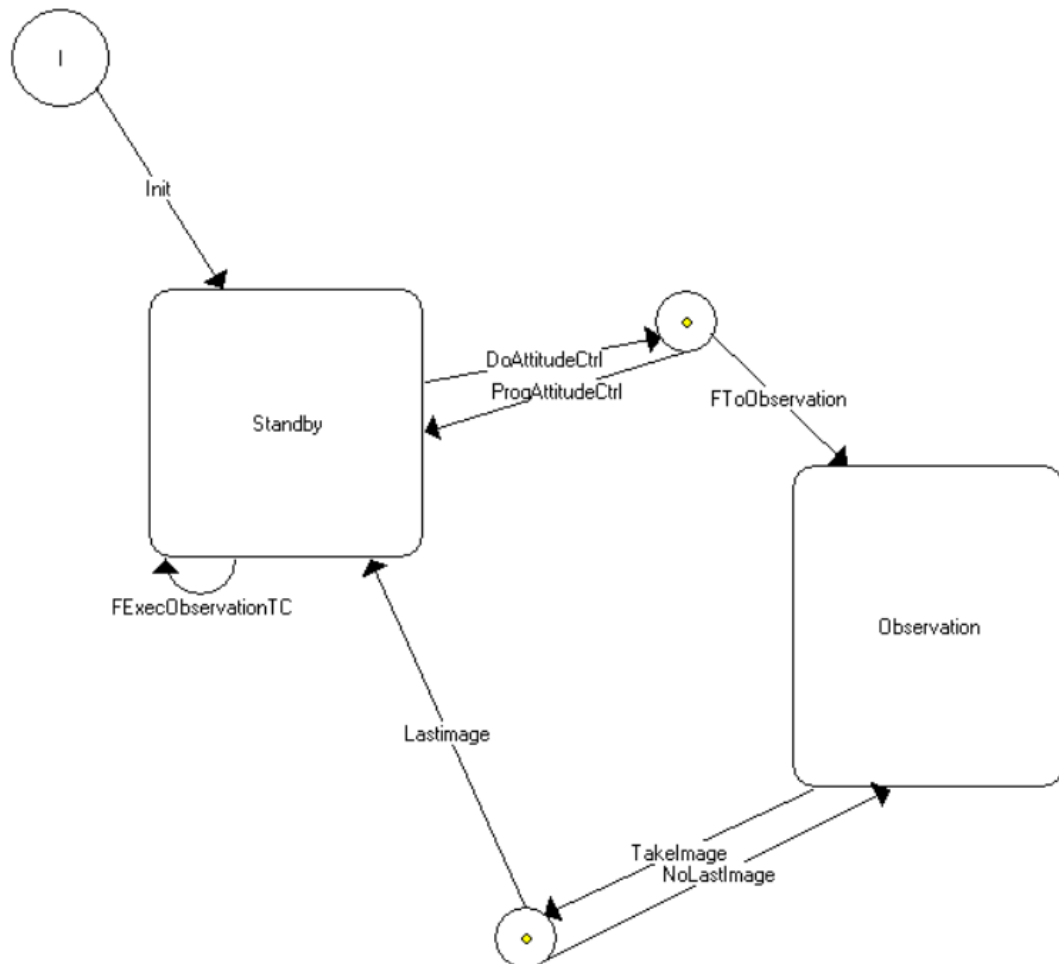 I
Init
DoAttitudeCtrl
ProgAttitudeCtrl
FToObservation
Standby
FExecObservationTC
Observation
Lastimage
TakeImage
NoLastImage